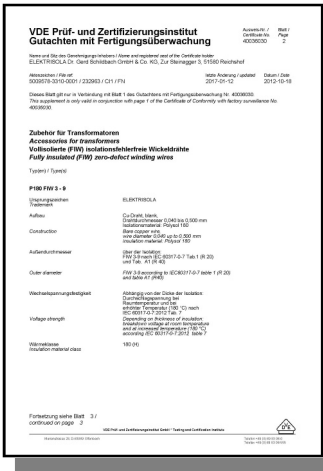 VDE Prüf- und Zertifizierungsinstitut
Gutachten mit Fertigungsüberwachung
Ausweis-Nr. / Blatt /
Certificate No. Page
40036030 2
Name und Sitz des Genehmigungs-Inhabers / Name and registered seat of the Certificate holder
ELEKTRISOLA Dr. Gerd Schildbach GmbH & Co. KG, Zur Steinagger 3, 51580 Reichshof
Aktenzeichen / File ref. letzte Änderung / updated Datum / Date
5009578-3310-0001 / 232963 / CI1 / FN 2017-01-12 2012-10-18
Dieses Blatt gilt nur in Verbindung mit Blatt 1 des Gutachtens mit Fertigungsüberwachung Nr. 40036030.
This supplement is only valid in conjunction with page 1 of the Certificate of Conformity with factory surveillance No.
40036030.
Zubehör für Transformatoren
Accessories for transformers
Vollisolierte (FIW) isolationsfehlerfreie Wickeldrähte
Fully insulated (FIW) zero-defect winding wires
Typ(en) / Type(s)
P180 FIW 3 - 9
Ursprungszeichen ELEKTRISOLA
Trademark
Aufbau Cu-Draht, blank,
Drahtdurchmesser 0,040 bis 0,500 mm
Isolationsmaterial: Polysol 180
Construction Bare copper wire,
wire diameter 0,040 up to 0,500 mm
insulation material: Polysol 180
Außendurchmesser über der Isolation:
FIW 3-9 nach IEC 60317-0-7 Tab.1 (R 20)
und Tab. A1 (R 40)
Outer diameter FIW 3-9 according to IEC60317-0-7 table 1 (R 20)
and table A1 (R40)
Wechselspannungsfestigkeit Abhängig von der Dicke der Isolation:
Durchschlagspannung bei
Raumtemperatur und bei
erhöhter Temperatur (180 °C) nach
IEC 60317-0-7:2012 Tab. 7
Voltage strength Depending on thickness of insulation:
breakdown voltage at room temperature
and at increased temperature (180 °C)
according IEC 60317-0-7:2012 table 7
Wärmeklasse 180 (H)
Insulation material class
Fortsetzung siehe Blatt 3 /
continued on page 3
VDE Prüf- und Zertifizierungsinstitut GmbH * Testing and Certification Institute